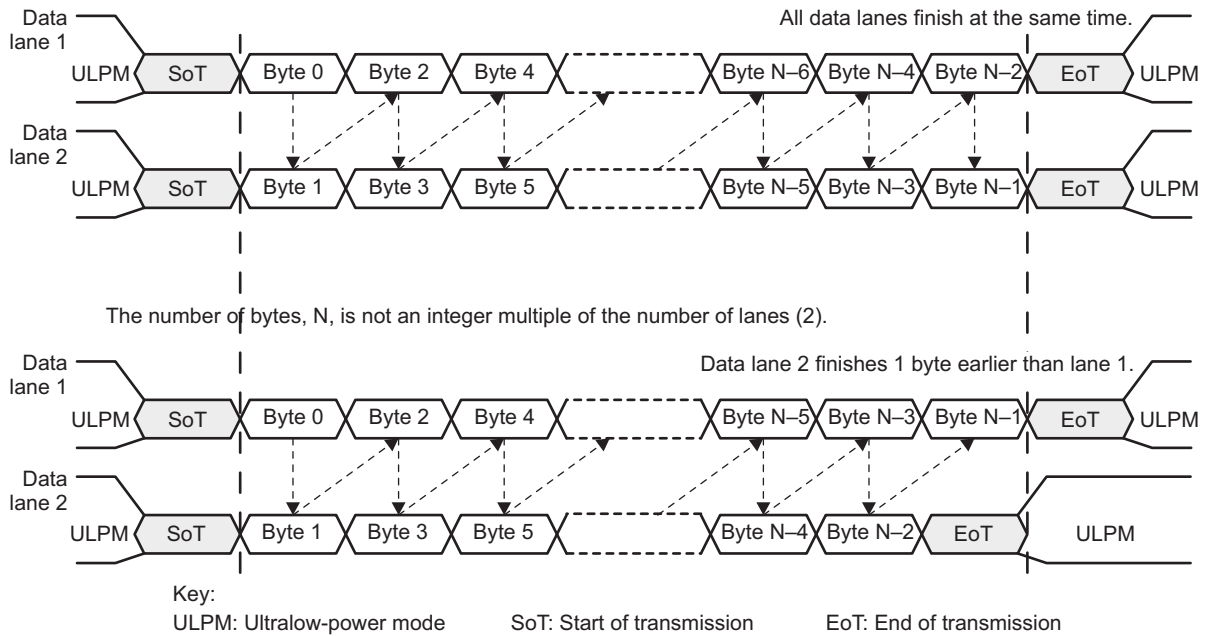 Data
lane 1
All data lanes finish at the same time.
ULPM SoT Byte 0 Byte 2 Byte 4 Byte N–6 Byte N–4 Byte N–2 EoT ULPM
Data
lane 2
ULPM SoT Byte 1 Byte 3 Byte 5 Byte N–5 Byte N–3 Byte N–1 EoT ULPM
The number of bytes, N, is not an integer multiple of the number of lanes (2).
Data
lane 1
Data lane 2 finishes 1 byte earlier than lane 1.
ULPM SoT Byte 0 Byte 2 Byte 4 Byte N–5 Byte N–3 Byte N–1 EoT ULPM
Data
lane 2
ULPM SoT Byte 1 Byte 3 Byte 5 Byte N–4 Byte N–2 EoT ULPM
Key:
ULPM: Ultralow-power mode SoT: Start of transmission EoT: End of transmission